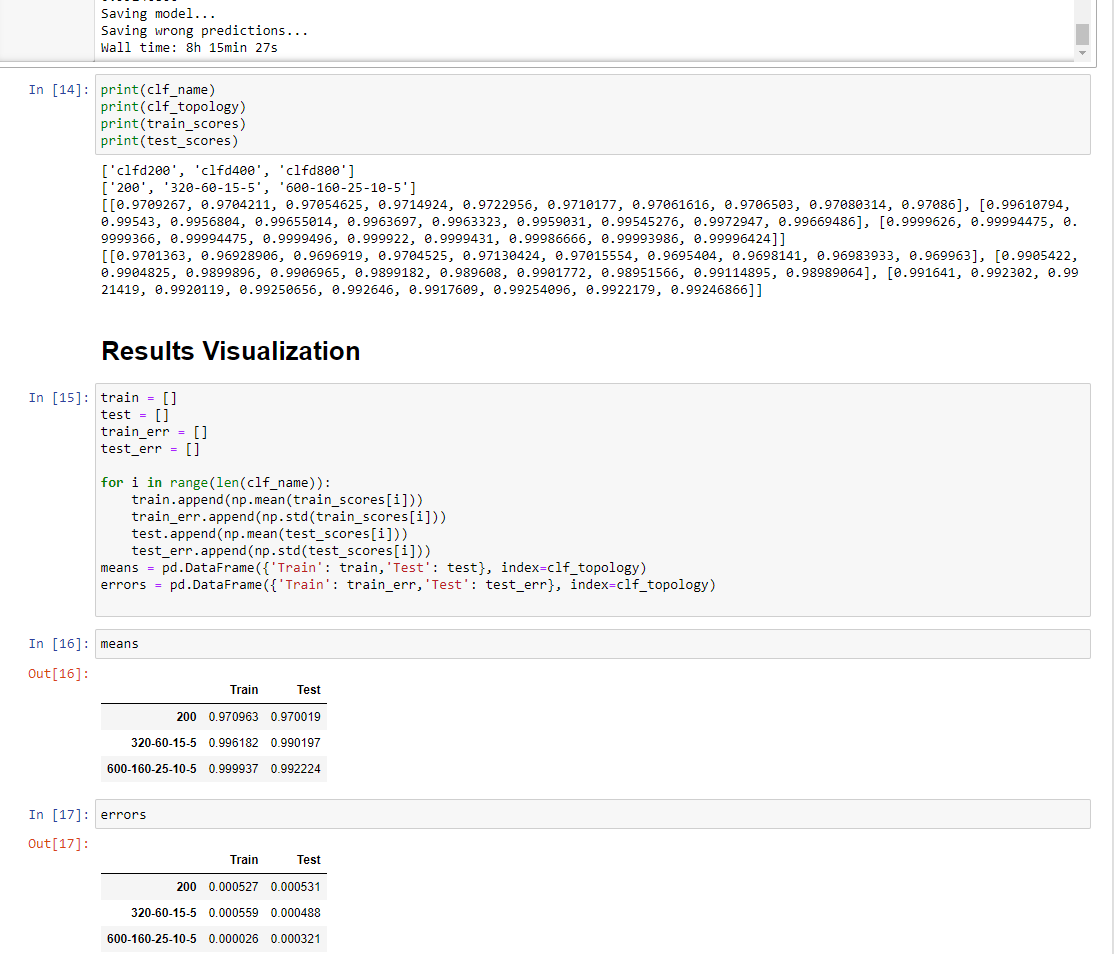 Saving model...
Saving wrong predictions...
Wall time: 8h 15min 27s
In [14]: print(clf_name)
print(clf_topology)
print(train_scores)
print(test_scores)
['clfd200', 'clfd400', 'clfd800']
['200', '320-60-15-5', '600-160-25-10-5']
[[0.9709267, 0.9704211, 0.97054625, 0.9714924, 0.9722956, 0.9710177, 0.97061616, 0.9706503, 0.97080314, 0.97086], [0.99610794,
0.99543, 0.9956804, 0.99655014, 0.9963697, 0.9963323, 0.9959031, 0.99545276, 0.9972947, 0.99669486], [0.9999626, 0.99994475, 0.
9999366, 0.99994475, 0.9999496, 0.999922, 0.9999431, 0.99986666, 0.99993986, 0.99996424]]
[[0.9701363, 0.96928906, 0.9696919, 0.9704525, 0.97130424, 0.97015554, 0.9695404, 0.9698141, 0.96983933, 0.969963], [0.9905422,
0.9904825, 0.9899896, 0.9906965, 0.9899182, 0.989608, 0.9901772, 0.98951566, 0.99114895, 0.98989064], [0.991641, 0.992302, 0.99
21419, 0.9920119, 0.99250656, 0.992646, 0.9917609, 0.99254096, 0.9922179, 0.99246866]]
Results Visualization
In [15]: train = []
test = []
train_err = []
test_err = []
for i in range(len(clf_name)):
    train.append(np.mean(train_scores[i]))
    train_err.append(np.std(train_scores[i]))
    test.append(np.mean(test_scores[i]))
    test_err.append(np.std(test_scores[i]))
means = pd.DataFrame({'Train': train,'Test': test}, index=clf_topology)
errors = pd.DataFrame({'Train': train_err,'Test': test_err}, index=clf_topology)
In [16]: means
Out[16]:
Train Test
200 0.970963 0.970019
320-60-15-5 0.996182 0.990197
600-160-25-10-5 0.999937 0.992224
In [17]: errors
Out[17]:
Train Test
200 0.000527 0.000531
320-60-15-5 0.000559 0.000488
600-160-25-10-5 0.000026 0.000321